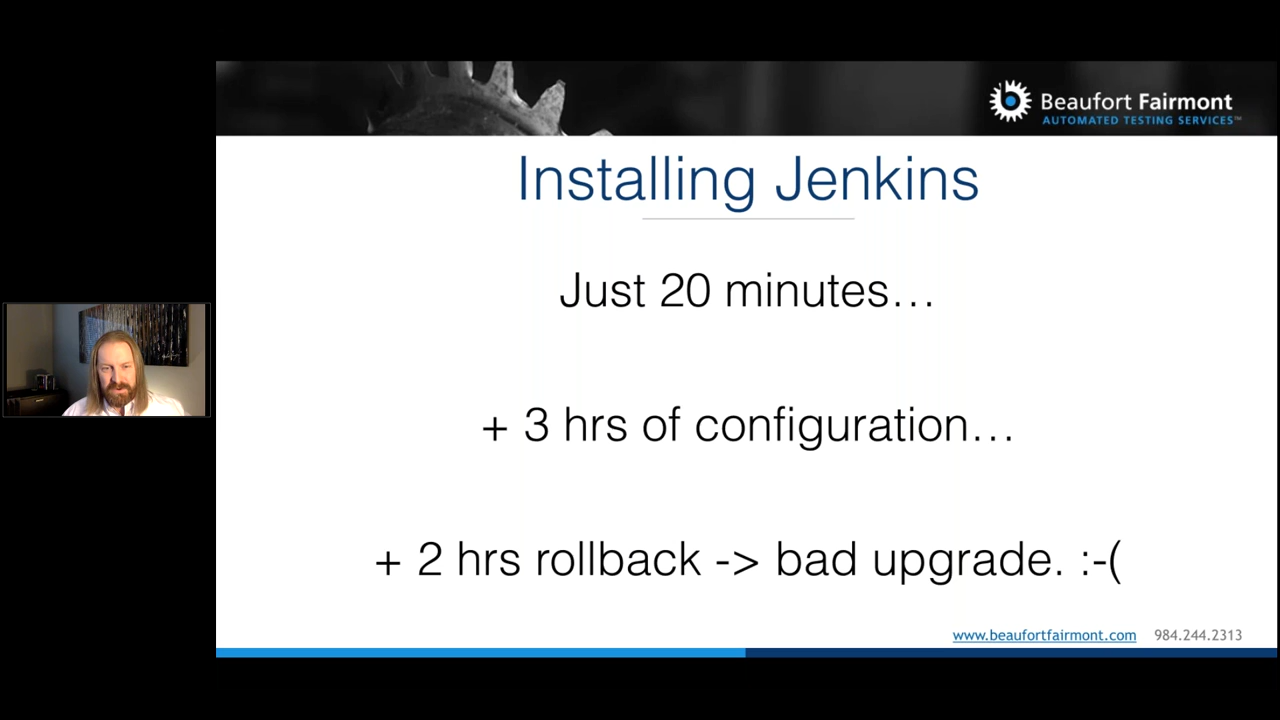 Beaufort Fairmont
AUTOMATED TESTING SERVICES™
Installing Jenkins
Just 20 minutes…
+ 3 hrs of configuration…
+ 2 hrs rollback -> bad upgrade. :-(
www.beaufortfairmont.com 984.244.2313